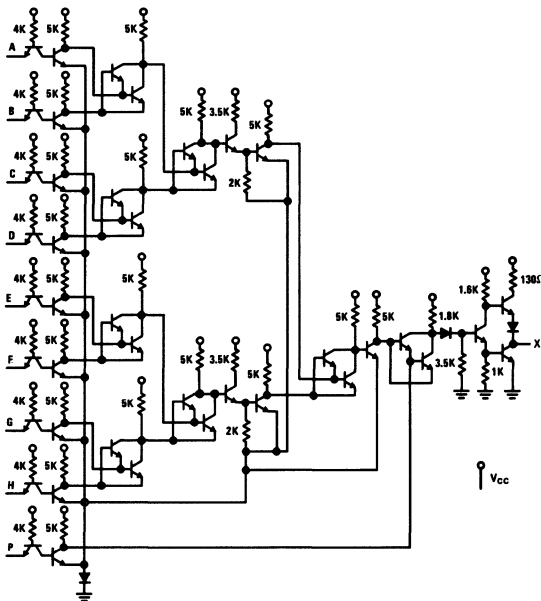 4K 5K 5K
A
4K 5K
B
5K 3.5K 5K
4K 5K 5K
C
2K
4K 5K
D
4K 5K 5K
E
1.6K 130Ω
5K 5K 1.8K
4K 5K
F
X
5K 3.5K 5K
3.5K 1K
4K 5K 5K
G
2K
4K 5K
H
VCC
4K 5K
P